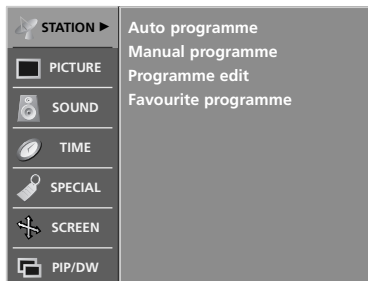 STATION ►
PICTURE
SOUND
TIME
SPECIAL
SCREEN
PIP/DW
Auto programme
Manual programme
Programme edit
Favourite programme